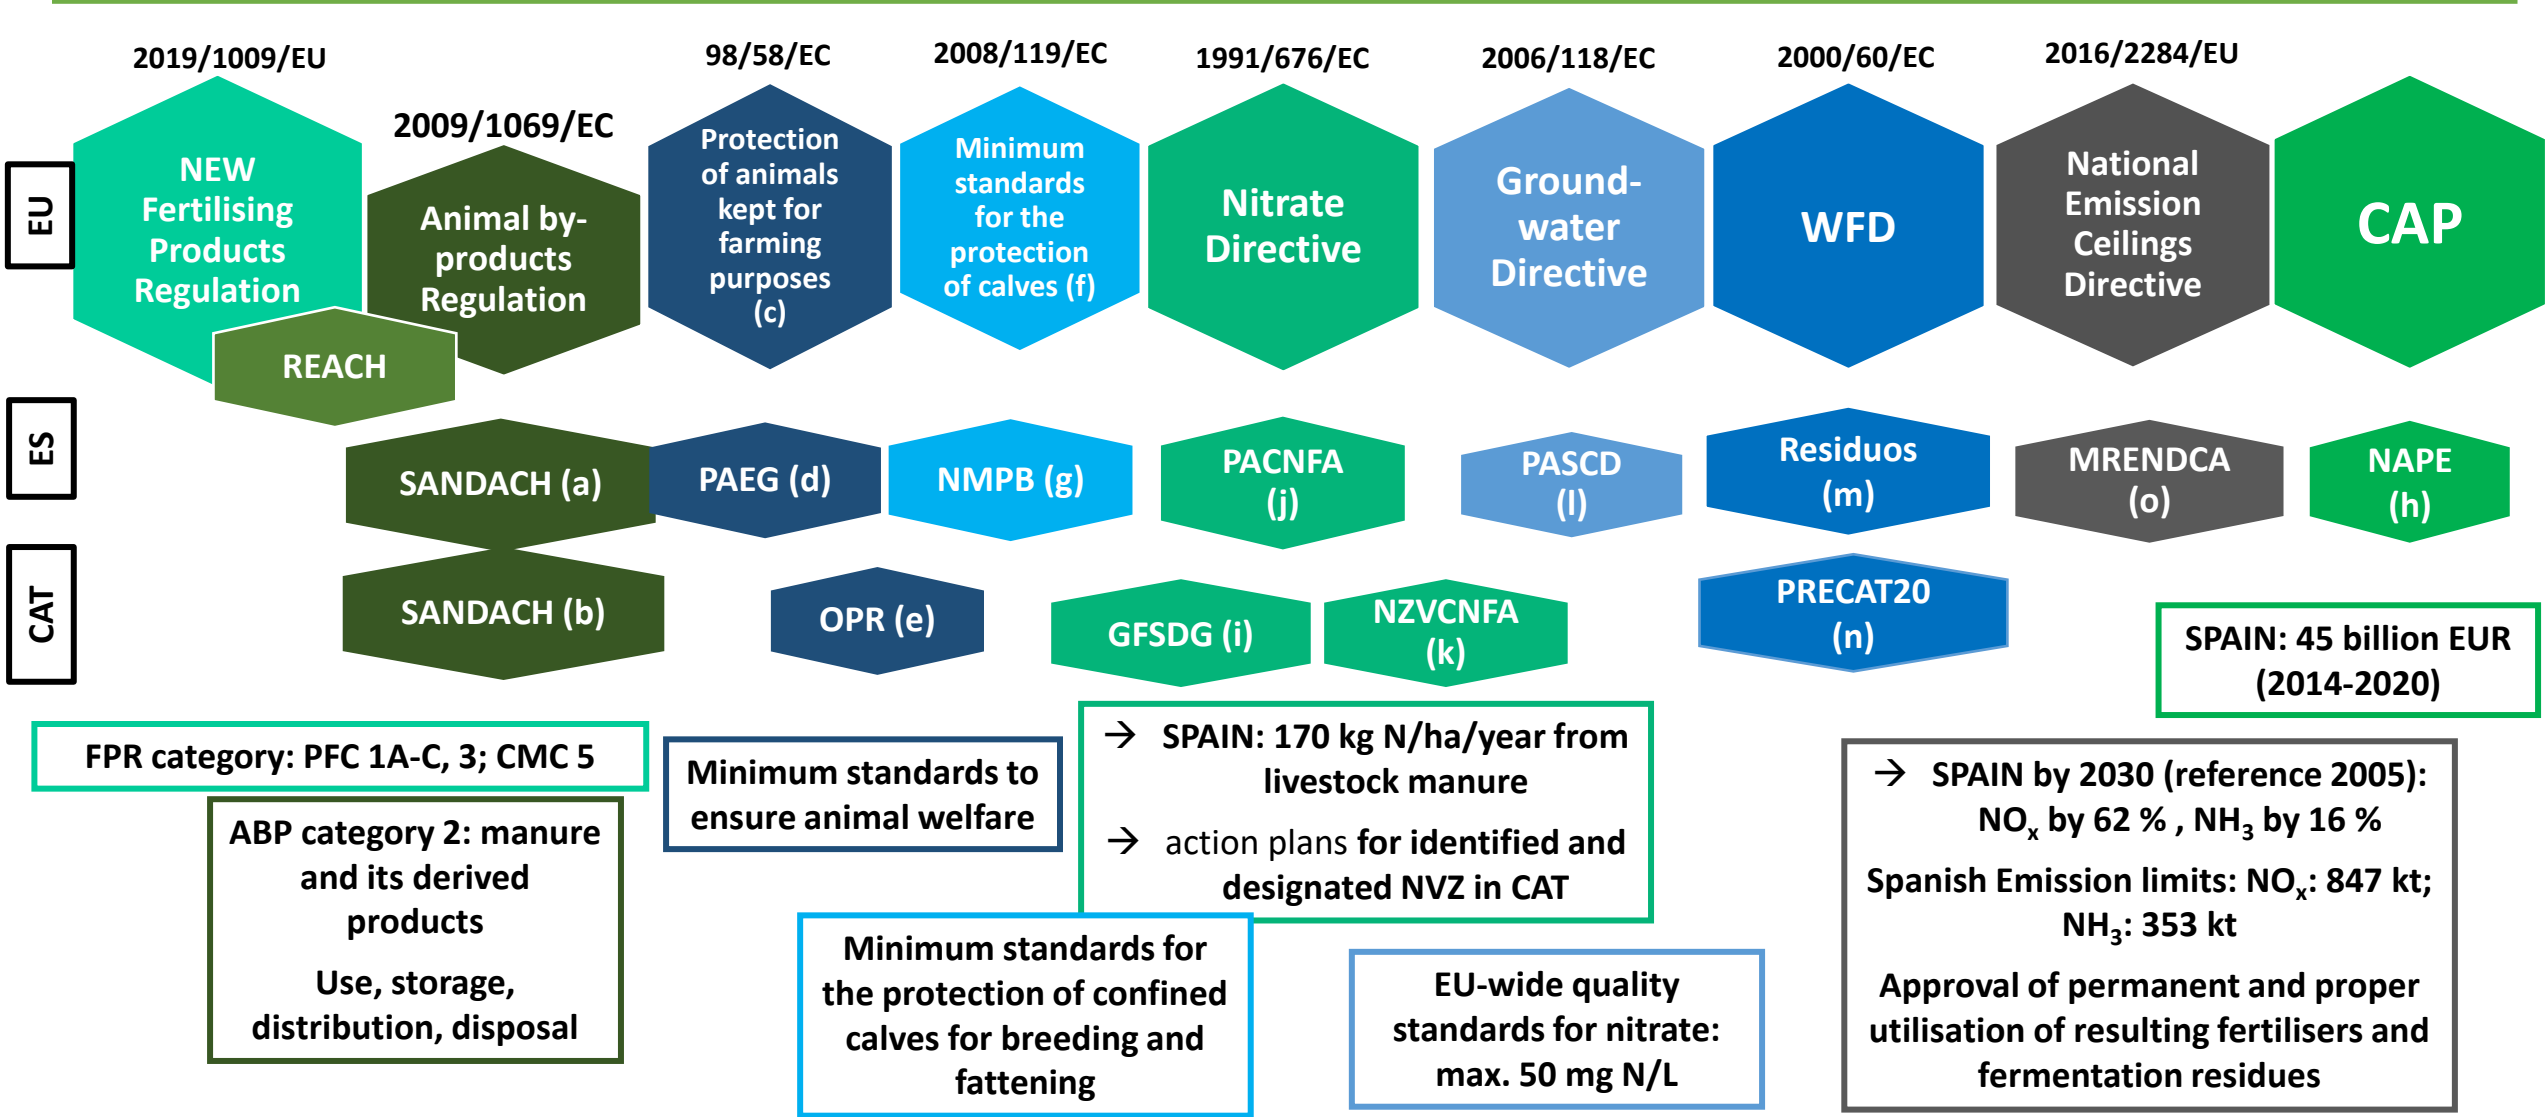 2019/1009/EU
98/58/EC
2008/119/EC
1991/676/EC
2006/118/EC
2000/60/EC
2016/2284/EU
2009/1069/EC
EU
NEW
Fertilising
Products
Regulation
REACH
Animal by-
products
Regulation
Protection
of animals
kept for
farming
purposes
(c)
Minimum
standards
for the
protection
of calves (f)
Nitrate
Directive
Ground-
water
Directive
WFD
National
Emission
Ceilings
Directive
CAP
ES
SANDACH (a)
PAEG (d)
NMPB (g)
PACNFA
(j)
PASCD
(l)
Residuos
(m)
MRENDCA
(o)
NAPE
(h)
CAT
SANDACH (b)
OPR (e)
GFSDG (i)
NZVCNFA
(k)
PRECAT20
(n)
SPAIN: 45 billion EUR
(2014-2020)
FPR category: PFC 1A-C, 3; CMC 5
ABP category 2: manure
and its derived
products
Use, storage,
distribution, disposal
Minimum standards to
ensure animal welfare
→ SPAIN: 170 kg N/ha/year from
livestock manure
→ action plans for identified and
designated NVZ in CAT
Minimum standards for
the protection of confined
calves for breeding and
fattening
EU-wide quality
standards for nitrate:
max. 50 mg N/L
→ SPAIN by 2030 (reference 2005):
NOₓ by 62 % , NH₃ by 16 %
Spanish Emission limits: NOₓ: 847 kt;
NH₃: 353 kt
Approval of permanent and proper
utilisation of resulting fertilisers and
fermentation residues